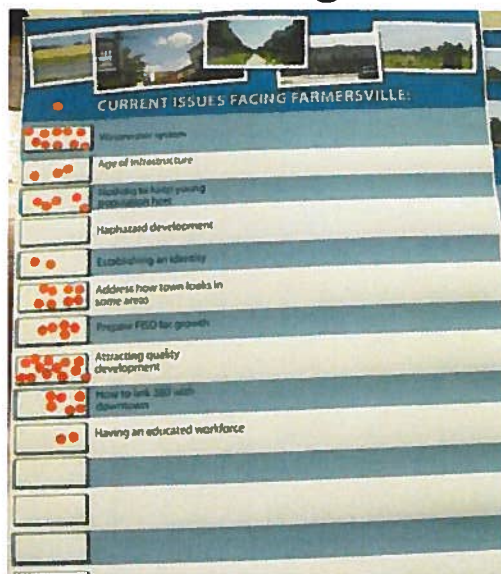 CURRENT ISSUES FACING FARMERSVILLE:
Wastewater system
Age of infrastructure
Nothing to keep young
population here
Haphazard development
Establishing an identity
Address how town looks in
some areas
Prepare FISD for growth
Attracting quality
development
How to link 380 with
downtown
Having an educated workforce